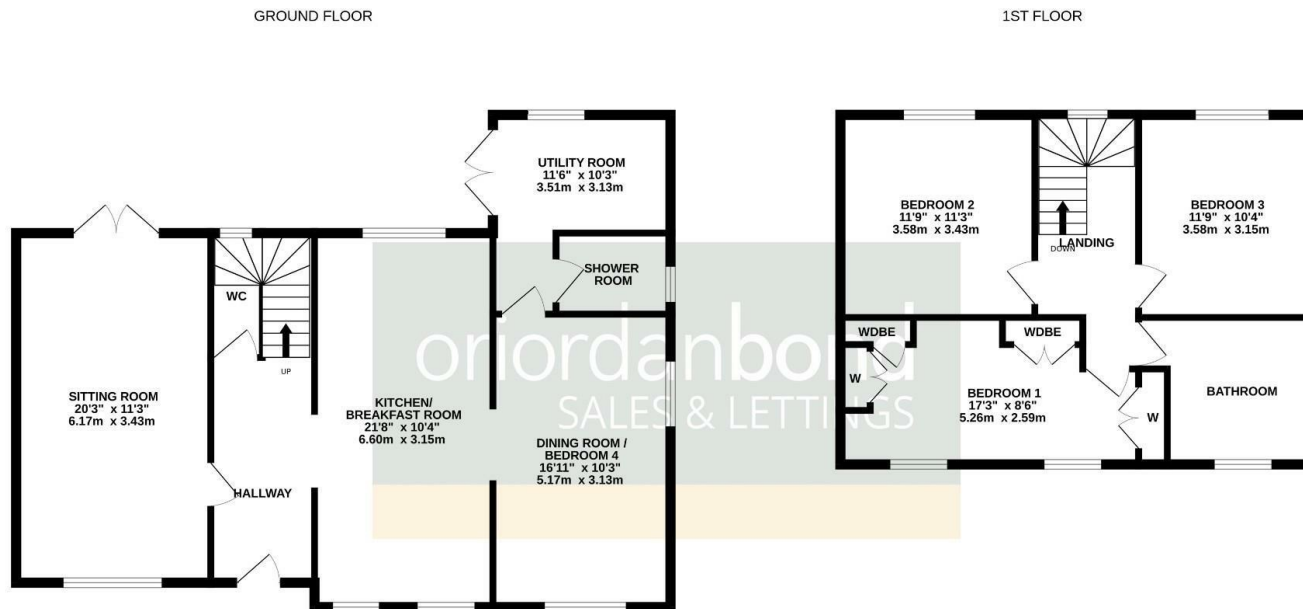 GROUND FLOOR
1ST FLOOR
UTILITY ROOM
11'6" x 10'3"
3.51m x 3.13m
SHOWER
ROOM
WC
UP
SITTING ROOM
20'3" x 11'3"
6.17m x 3.43m
KITCHEN/
BREAKFAST ROOM
21'8" x 10'4"
6.60m x 3.15m
DINING ROOM /
BEDROOM 4
16'11" x 10'3"
5.17m x 3.13m
HALLWAY
oriordanbond
SALES & LETTINGS
BEDROOM 2
11'9" x 11'3"
3.58m x 3.43m
LANDING
DOWN
BEDROOM 3
11'9" x 10'4"
3.58m x 3.15m
WDBE
WDBE
W
BEDROOM 1
17'3" x 8'6"
5.26m x 2.59m
W
BATHROOM